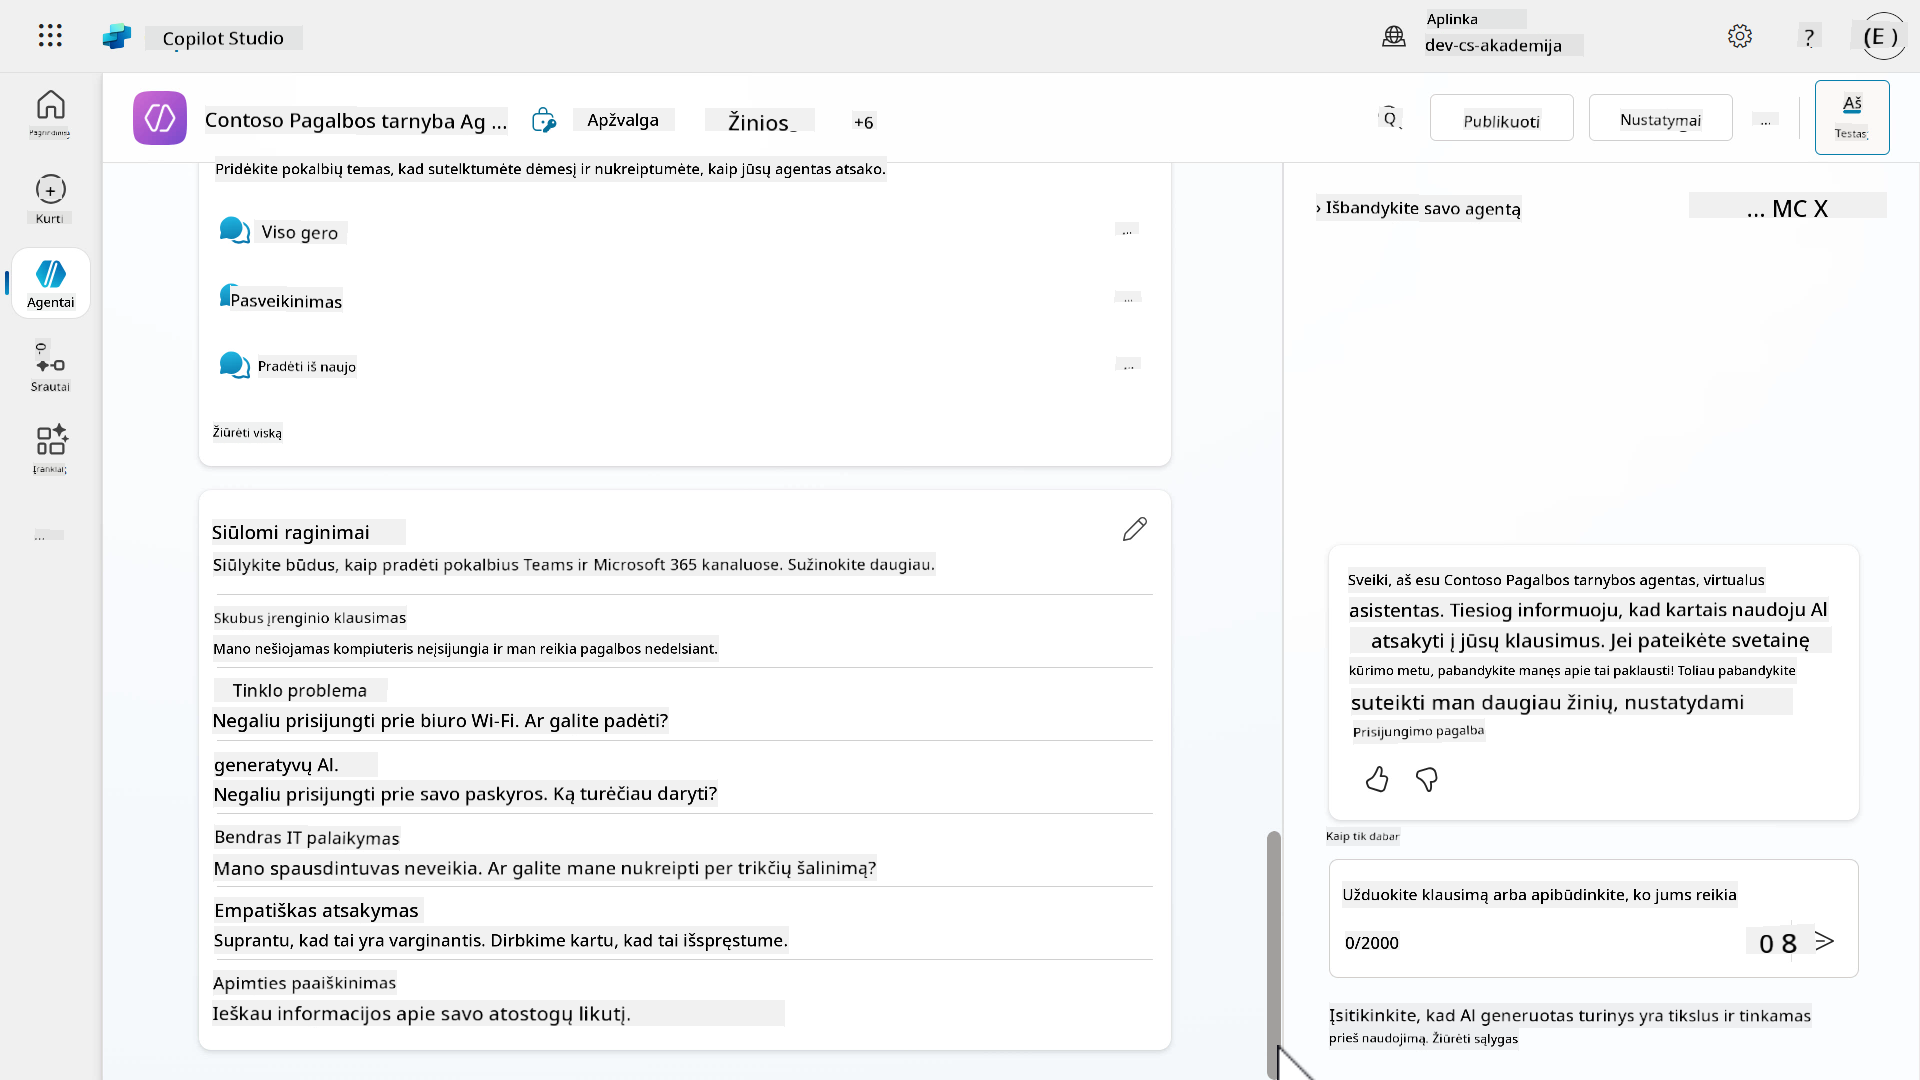 Copilot Studio
Aplinka
dev-cs-akademija
?
(E )
Pagrindinis
Kurti
Agentai
Srautai
Įrankiai;
...
Contoso Pagalbos tarnyba Ag ...
Apžvalga
Žinios
+6
Publikuoti
Nustatymai
...
Aš
Testas
Pridėkite pokalbių temas, kad sutelktumėte dėmesį ir nukreiptumėte, kaip jūsų agentas atsako.
Viso gero
...
Pasveikinimas
...
Pradėti iš naujo
...
Žiūrėti viską
Siūlomi raginimai
Siūlykite būdus, kaip pradėti pokalbius Teams ir Microsoft 365 kanaluose. Sužinokite daugiau.
Skubus įrenginio klausimas
Mano nešiojamas kompiuteris neįsijungia ir man reikia pagalbos nedelsiant.
Tinklo problema
Negaliu prisijungti prie biuro Wi-Fi. Ar galite padėti?
generatyvų Al.
Negaliu prisijungti prie savo paskyros. Ką turėčiau daryti?
Bendras IT palaikymas
Mano spausdintuvas neveikia. Ar galite mane nukreipti per trikčių šalinimą?
Empatiškas atsakymas
Suprantu, kad tai yra varginantis. Dirbkime kartu, kad tai išspręstume.
Apimties paaiškinimas
Ieškau informacijos apie savo atostogų likutį.
› Išbandykite savo agentą
... MC X
Sveiki, aš esu Contoso Pagalbos tarnybos agentas, virtualus
asistentas. Tiesiog informuoju, kad kartais naudoju Al
atsakyti į jūsų klausimus. Jei pateikėte svetainę
kūrimo metu, pabandykite manęs apie tai paklausti! Toliau pabandykite
suteikti man daugiau žinių, nustatydami
Prisijungimo pagalba
Kaip tik dabar
Užduokite klausimą arba apibūdinkite, ko jums reikia
0/2000
0 8
Įsitikinkite, kad Al generuotas turinys yra tikslus ir tinkamas
prieš naudojimą. Žiūrėti sąlygas